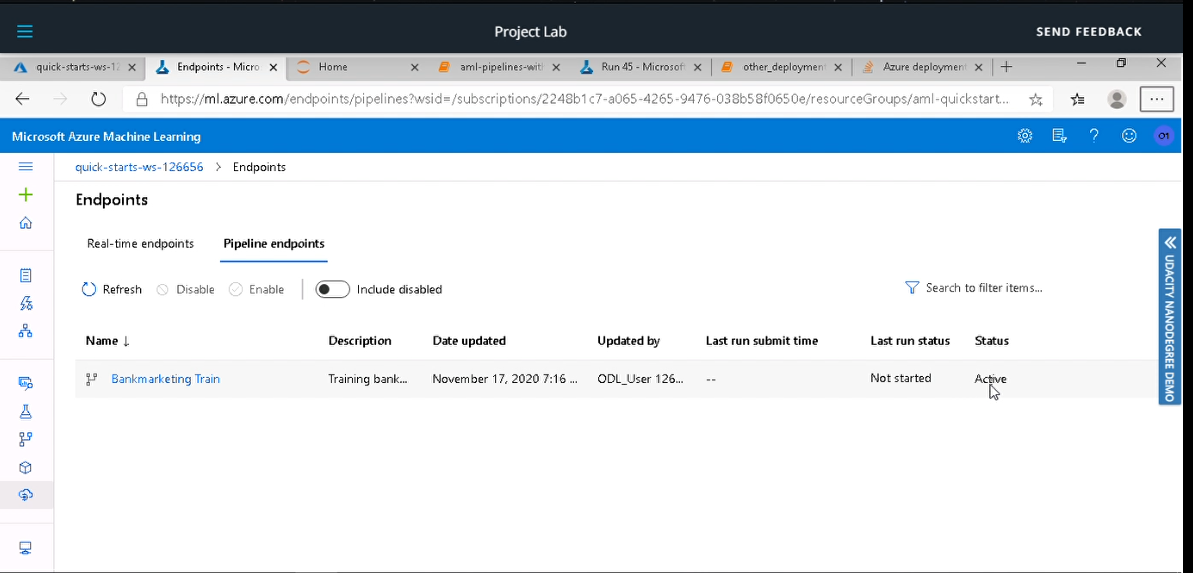 Project Lab
SEND FEEDBACK
quick-starts-ws-12
Endpoints - Micro
Home
aml-pipelines-with
Run 45 - Microsoft
other_deployment
Azure deployment
https://ml.azure.com/endpoints/pipelines?wsid=/subscriptions/2248b1c7-a065-4265-9476-038b58f0650e/resourceGroups/aml-quickstart...
Microsoft Azure Machine Learning
O1
quick-starts-ws-126656 > Endpoints
Endpoints
Real-time endpoints
Pipeline endpoints
Refresh
Disable
Enable
Include disabled
Search to filter items...
Name ↓
Description
Date updated
Updated by
Last run submit time
Last run status
Status
Bankmarketing Train
Training bank...
November 17, 2020 7:16 ...
ODL_User 126...
--
Not started
Active
UDACITY NANODEGREE DEMO